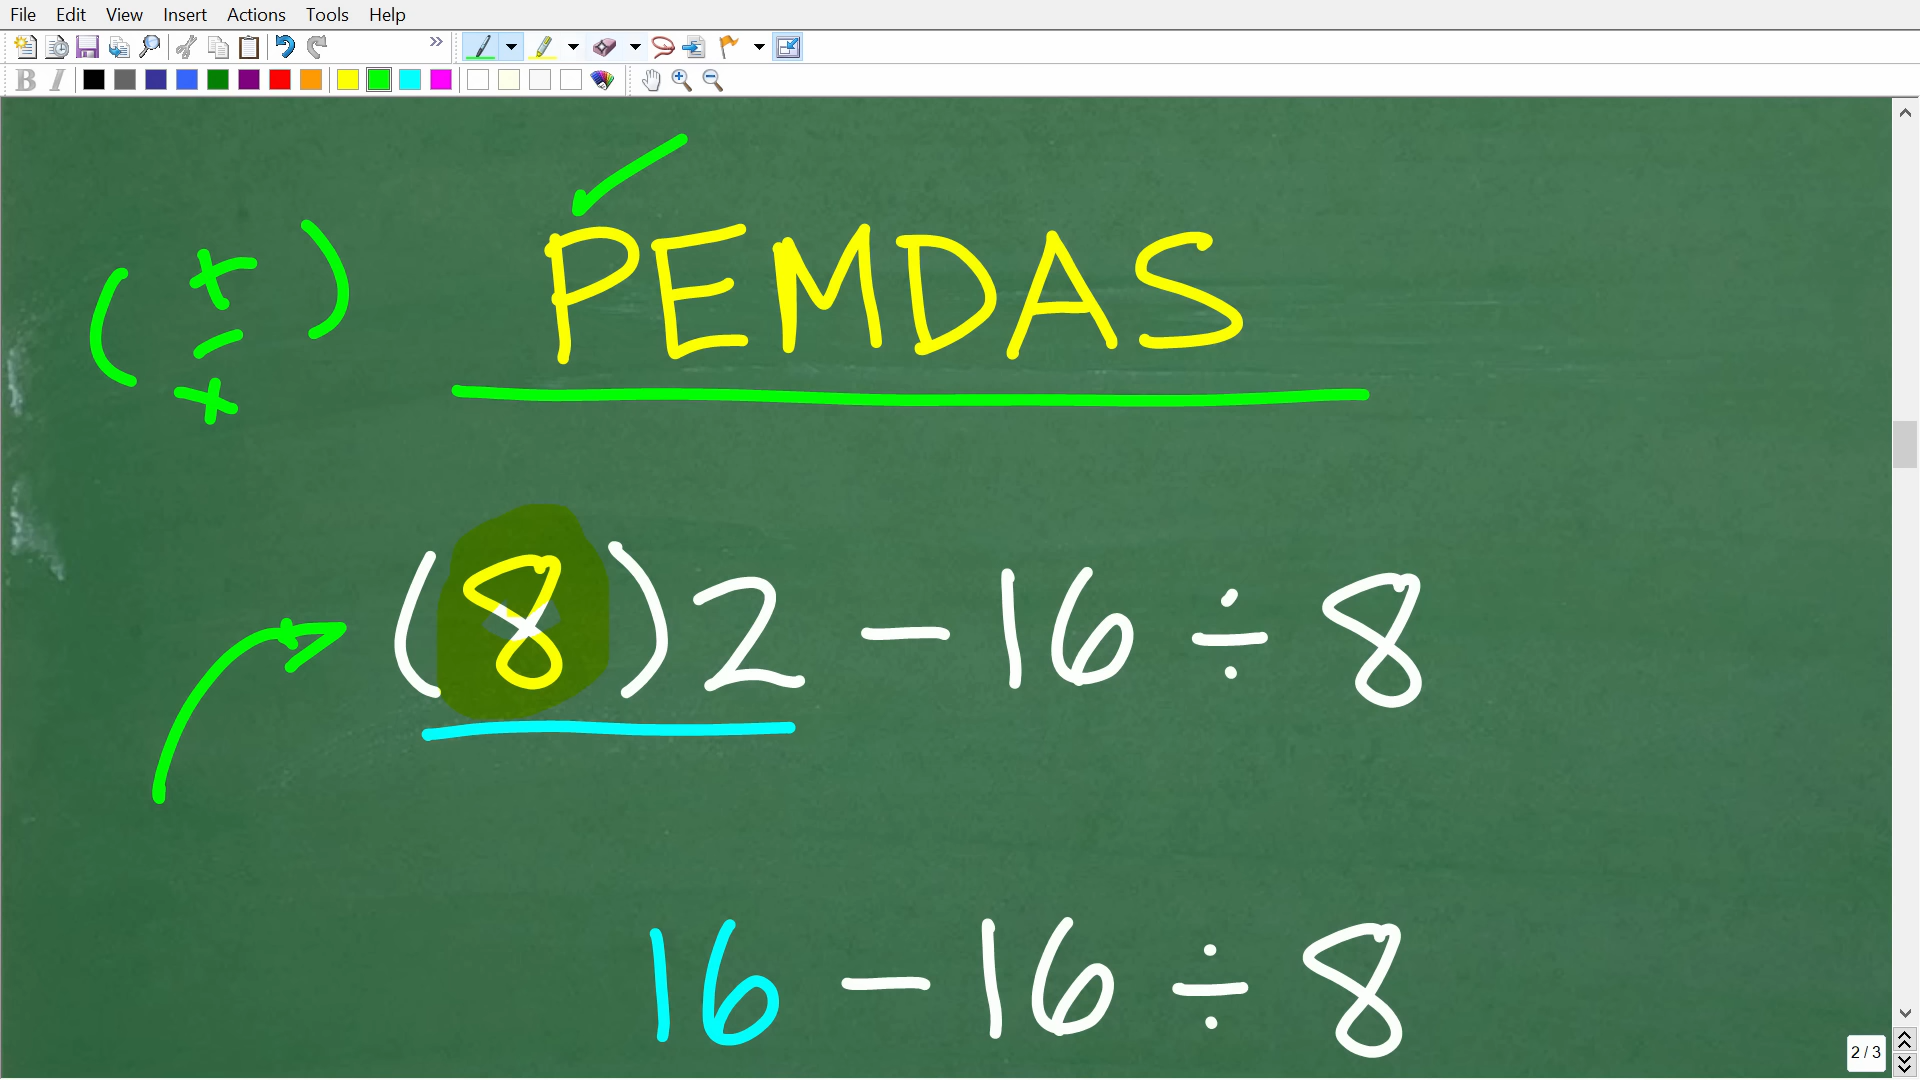 File Edit View Insert Actions Tools Help
B I
PEMDAS
( + - + )
(8)2 - 16 ÷ 8
16 - 16 ÷ 8
2 / 3